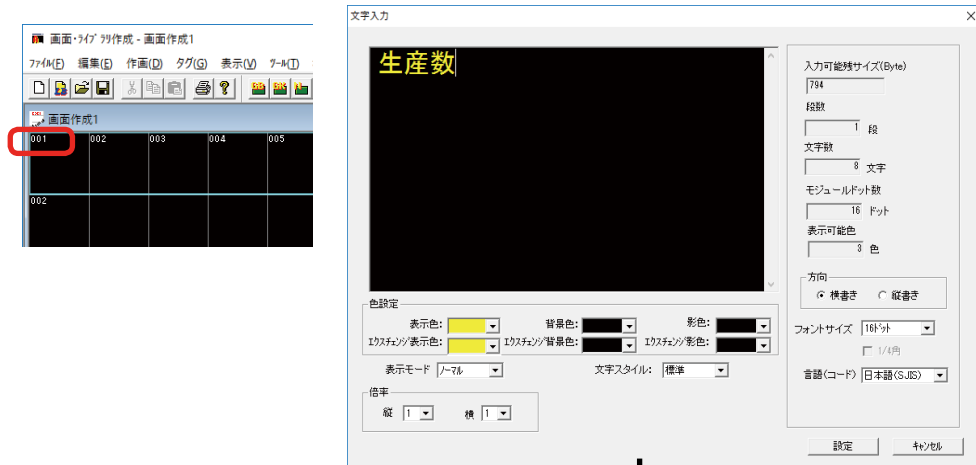 画面・ﾗｲﾌﾞﾗﾘ作成 - 画面作成1
ﾌｧｲﾙ(F) 編集(E) 作画(D) タグ(G) 表示(V) ﾂｰﾙ(T)
画面作成1
001 002 003 004 005
002
文字入力
生産数
入力可能残サイズ(Byte)
794
段数
1 段
文字数
8 文字
モジュールドット数
16 ドット
表示可能色
3 色
方向
横書き 縦書き
フォントサイズ 16ﾄﾞｯﾄ
1/4角
言語(コード) 日本語(SJIS)
色設定
表示色: 背景色: 影色:
ｴｸｽﾁｪﾝｼﾞ表示色: ｴｸｽﾁｪﾝｼﾞ背景色: ｴｸｽﾁｪﾝｼﾞ影色:
表示モード ﾉｰﾏﾙ 文字スタイル: 標準
倍率
縦 1 横 1
設定 ｷｬﾝｾﾙ